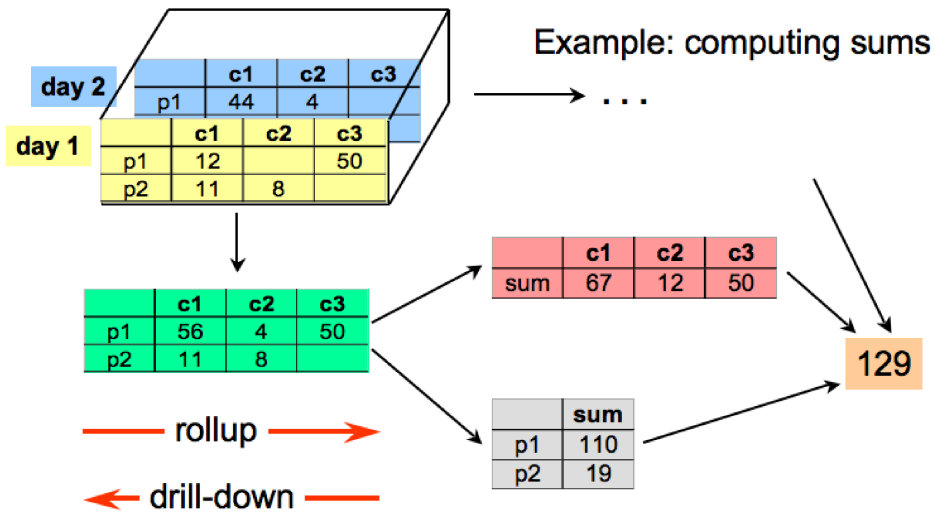 Example: computing sums
day 2
c1 c2 c3
p1 44 4
. . .
day 1
c1 c2 c3
p1 12 50
p2 11 8
c1 c2 c3
sum 67 12 50
c1 c2 c3
p1 56 4 50
p2 11 8
129
sum
p1 110
p2 19
rollup
drill-down